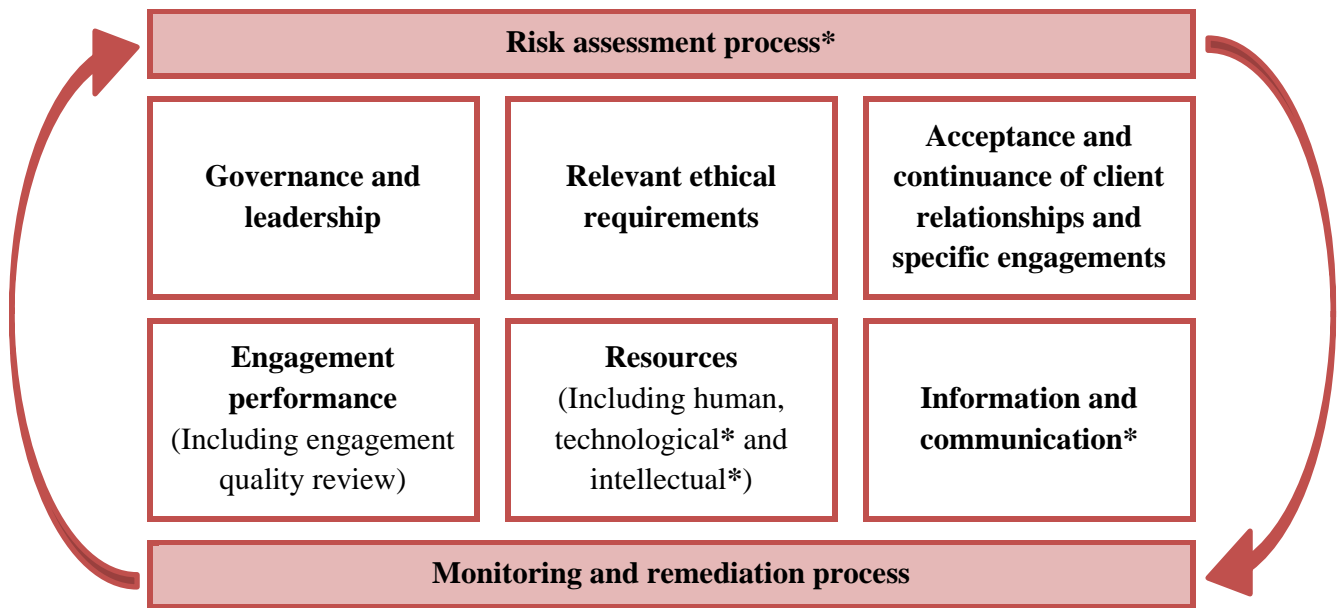 Risk assessment process*
Governance and
leadership
Relevant ethical
requirements
Acceptance and
continuance of client
relationships and
specific engagements
Engagement
performance
(Including engagement
quality review)
Resources
(Including human,
technological* and
intellectual*)
Information and
communication*
Monitoring and remediation process